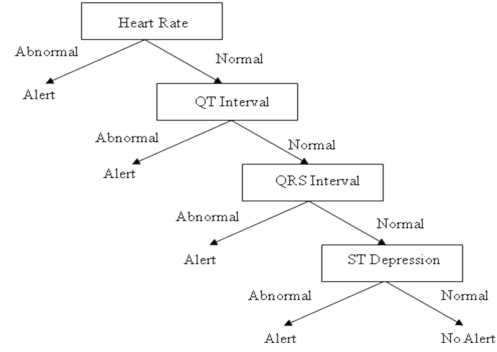 Heart Rate
Abnormal
Normal
Alert
QT Interval
Abnormal
Normal
Alert
QRS Interval
Abnormal
Normal
Alert
ST Depression
Abnormal
Normal
Alert
No Alert